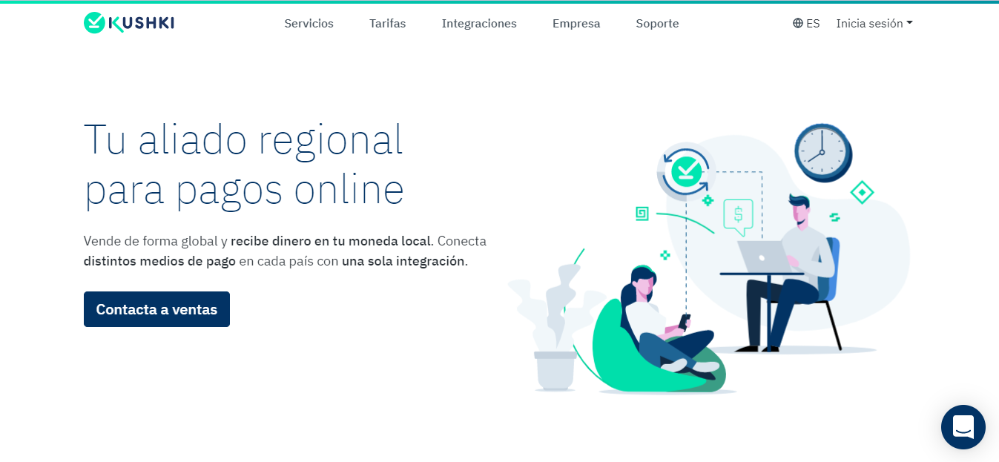 KUSHKI
Servicios
Tarifas
Integraciones
Empresa
Soporte
ES
Inicia sesión
Tu aliado regional
para pagos online
Vende de forma global y recibe dinero en tu moneda local. Conecta
distintos medios de pago en cada país con una sola integración.
Contacta a ventas
$